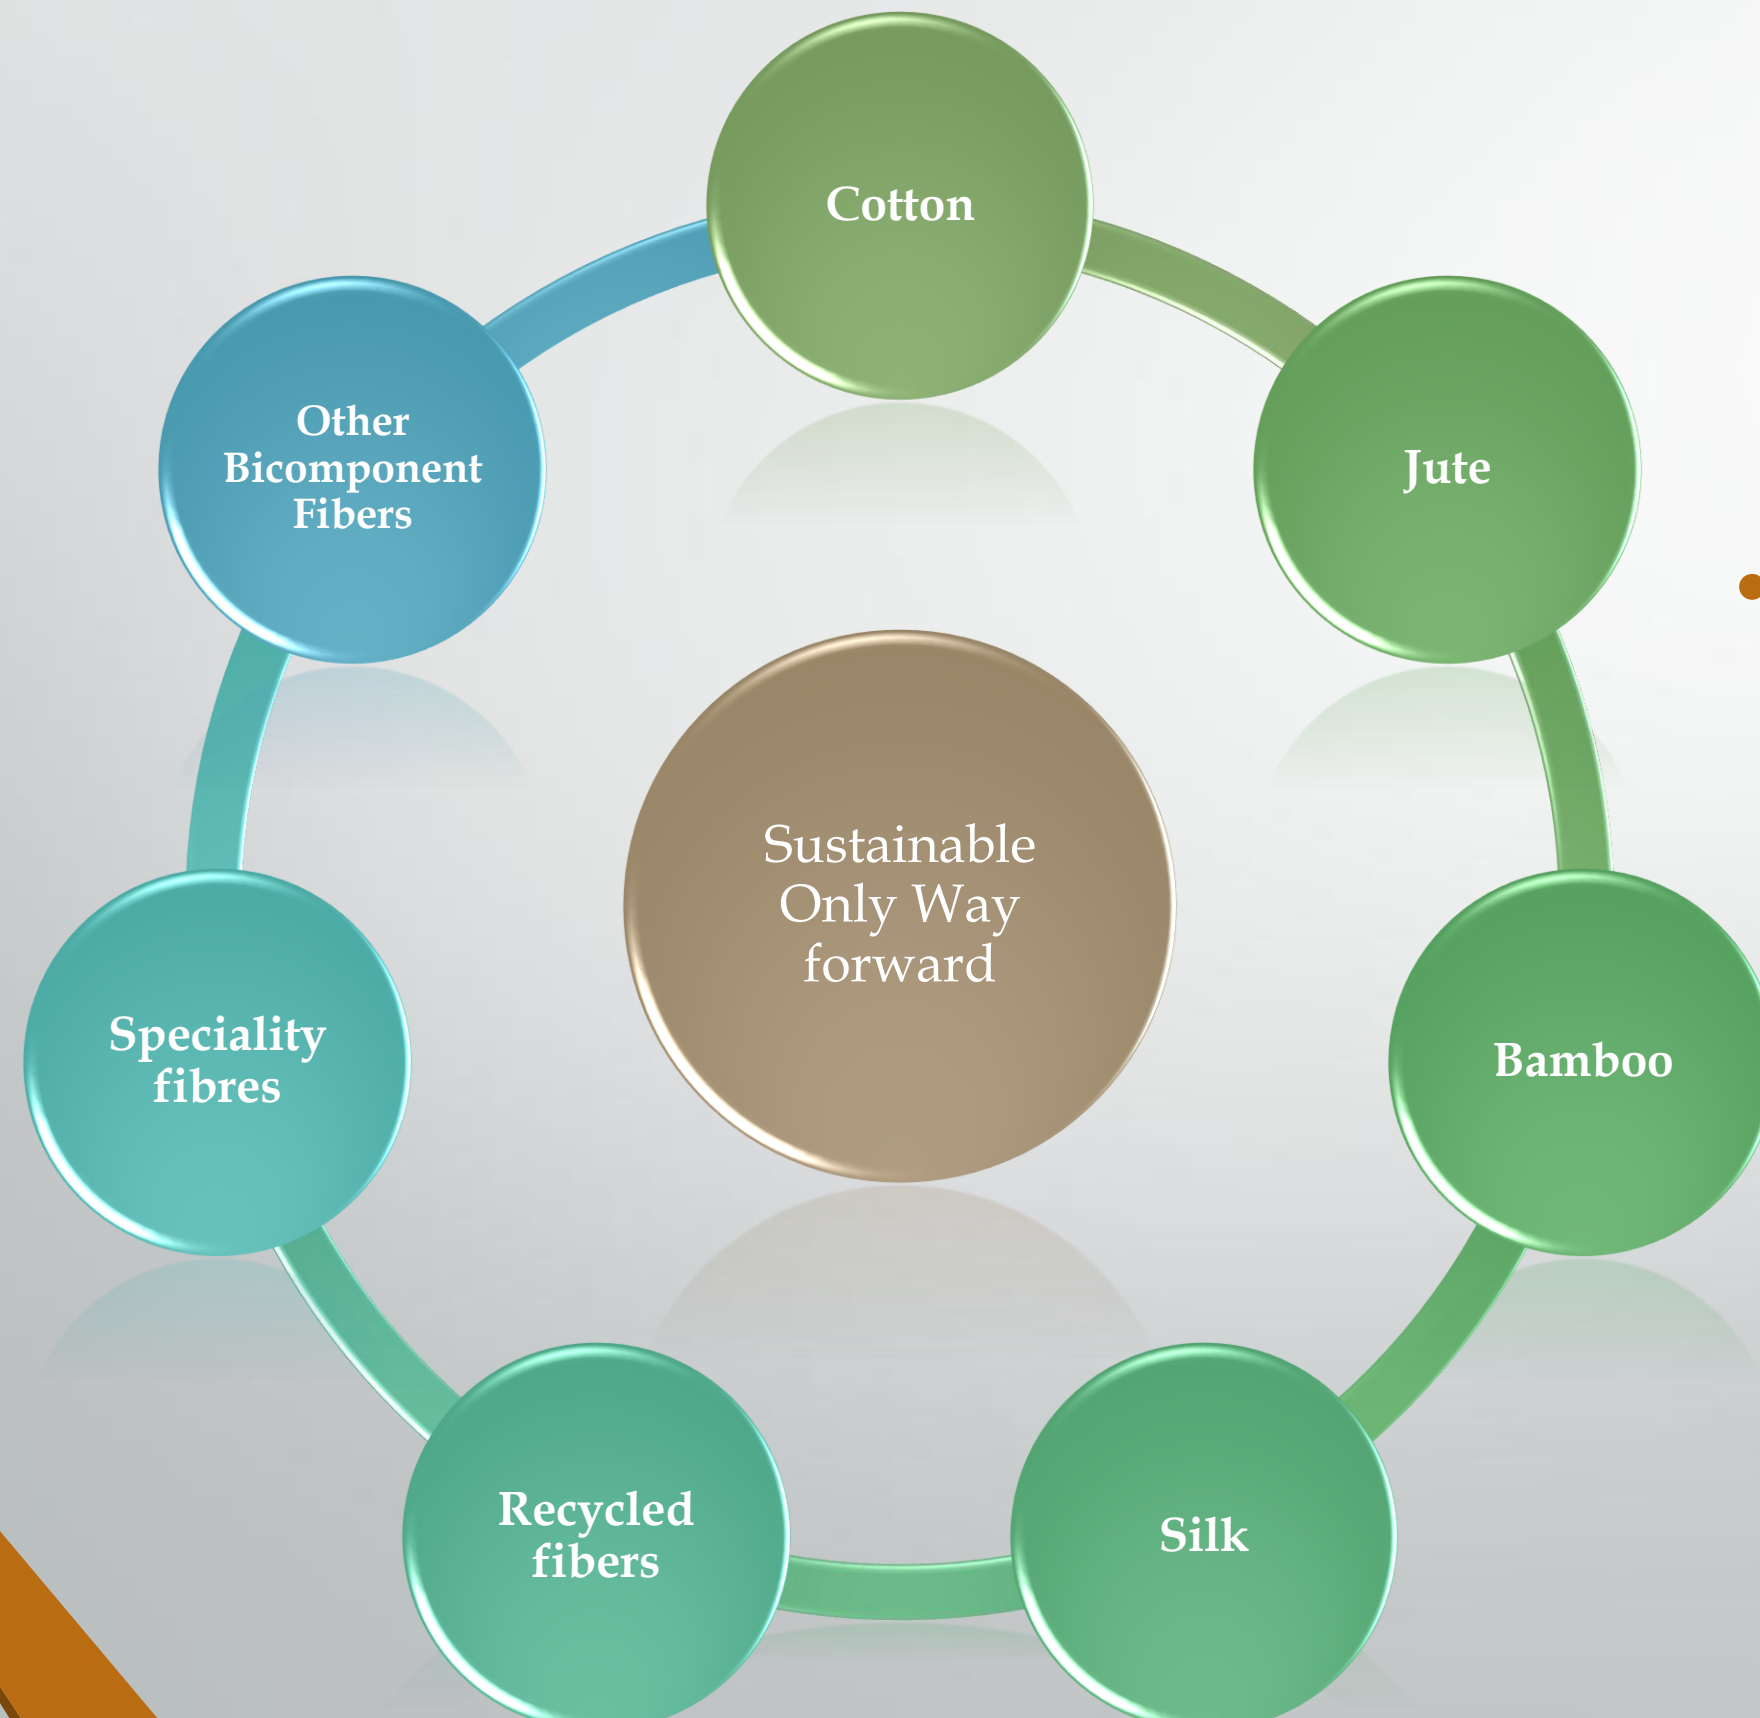 Cotton
Jute
Bamboo
Silk
Recycled
fibers
Speciality
fibres
Other
Bicomponent
Fibers
Sustainable
Only Way
forward